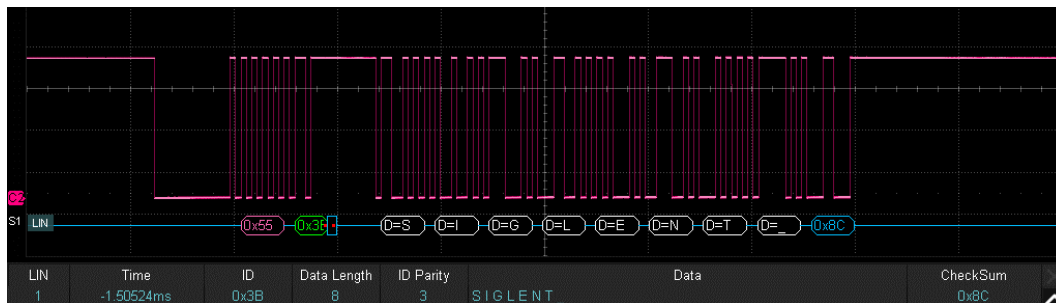 C2
S1 LIN 0x55 0x3B D=S D=I D=G D=L D=E D=N D=T D=_ 0x8C
LIN Time ID Data Length ID Parity Data CheckSum
1 -1.50524ms 0x3B 8 3 S I G L E N T 0x8C